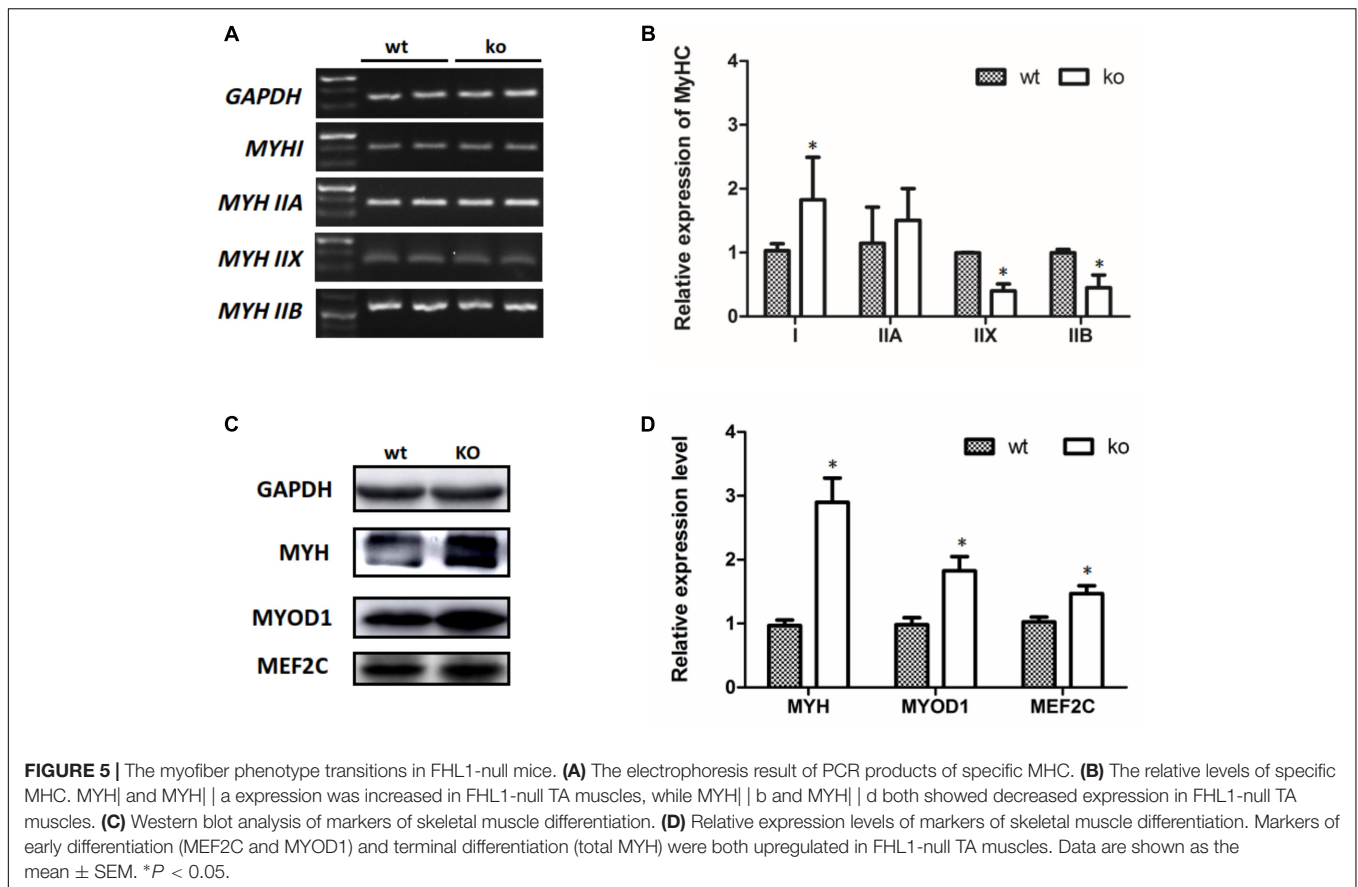 A
wt ko
GAPDH
MYHI
MYH IIA
MYH IIX
MYH IIB
B
Relative expression of MyHC
4
3
2
1
0
wt ko
*
*
*
I IIA IIX IIB
C
wt KO
GAPDH
MYH
MYOD1
MEF2C
D
Relative expression level
4
3
2
1
0
wt ko
*
*
*
MYH MYOD1 MEF2C
FIGURE 5 | The myofiber phenotype transitions in FHL1-null mice. (A) The electrophoresis result of PCR products of specific MHC. (B) The relative levels of specific
MHC. MYH| and MYH| | a expression was increased in FHL1-null TA muscles, while MYH| | b and MYH| | d both showed decreased expression in FHL1-null TA
muscles. (C) Western blot analysis of markers of skeletal muscle differentiation. (D) Relative expression levels of markers of skeletal muscle differentiation. Markers of
early differentiation (MEF2C and MYOD1) and terminal differentiation (total MYH) were both upregulated in FHL1-null TA muscles. Data are shown as the
mean ± SEM. *P < 0.05.